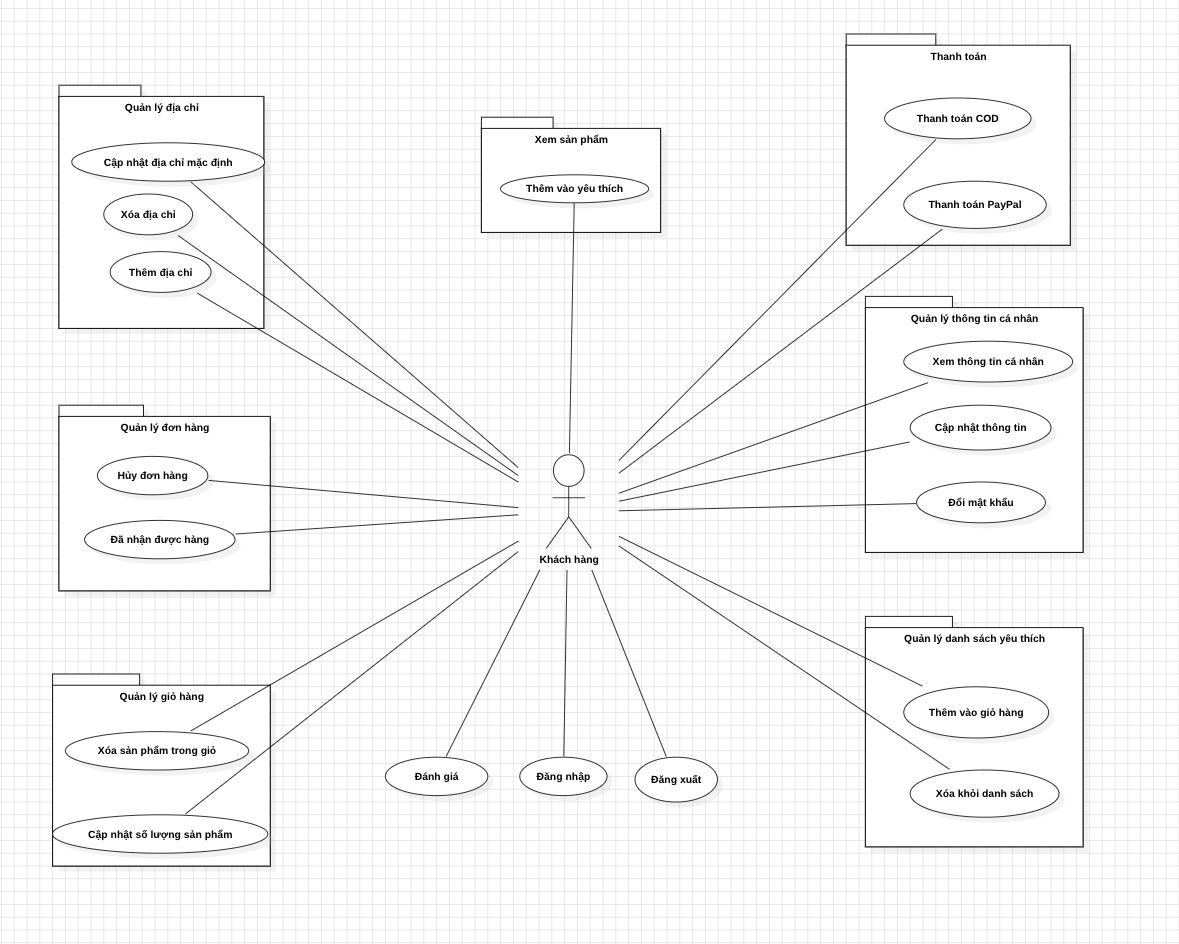 Quản lý địa chỉ
Cập nhật địa chỉ mặc định
Xóa địa chỉ
Thêm địa chỉ
Xem sản phẩm
Thêm vào yêu thích
Thanh toán
Thanh toán COD
Thanh toán PayPal
Quản lý thông tin cá nhân
Xem thông tin cá nhân
Cập nhật thông tin
Đổi mật khẩu
Quản lý đơn hàng
Hủy đơn hàng
Đã nhận được hàng
Khách hàng
Quản lý giỏ hàng
Xóa sản phẩm trong giỏ
Cập nhật số lượng sản phẩm
Đánh giá
Đăng nhập
Đăng xuất
Quản lý danh sách yêu thích
Thêm vào giỏ hàng
Xóa khỏi danh sách